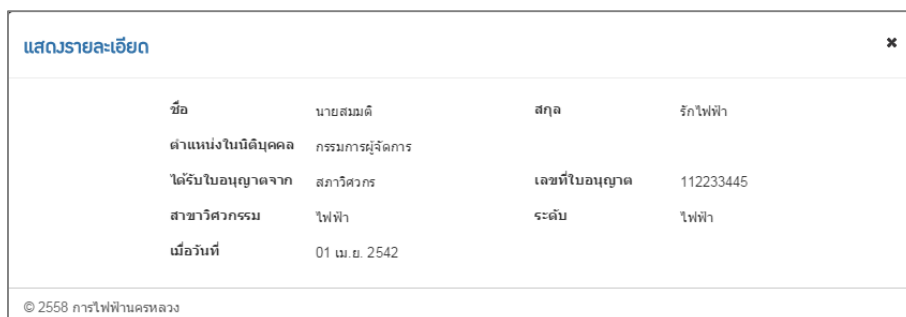 แสดงรายละเอียด ✖
ชื่อ นายสมมติ สกุล รักไฟฟ้า
ตำแหน่งในนิติบุคคล กรรมการผู้จัดการ
ได้รับใบอนุญาตจาก สภาวิศวกร เลขที่ใบอนุญาต 112233445
สาขาวิศวกรรม ไฟฟ้า ระดับ ไฟฟ้า
เมื่อวันที่ 01 เม.ย. 2542
© 2558 การไฟฟ้านครหลวง